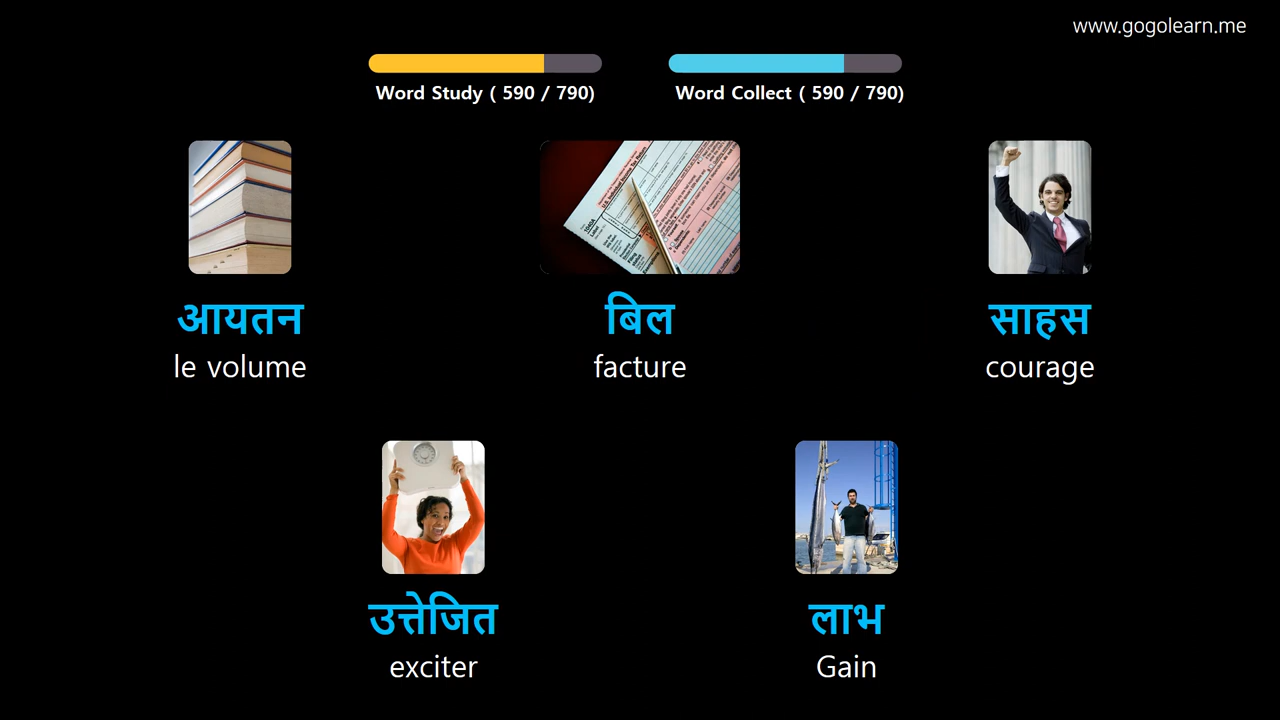 www.gogolearn.me
Word Study ( 590 / 790)
Word Collect ( 590 / 790)
आयतन
le volume
बिल
facture
साहस
courage
उत्तेजित
exciter
लाभ
Gain